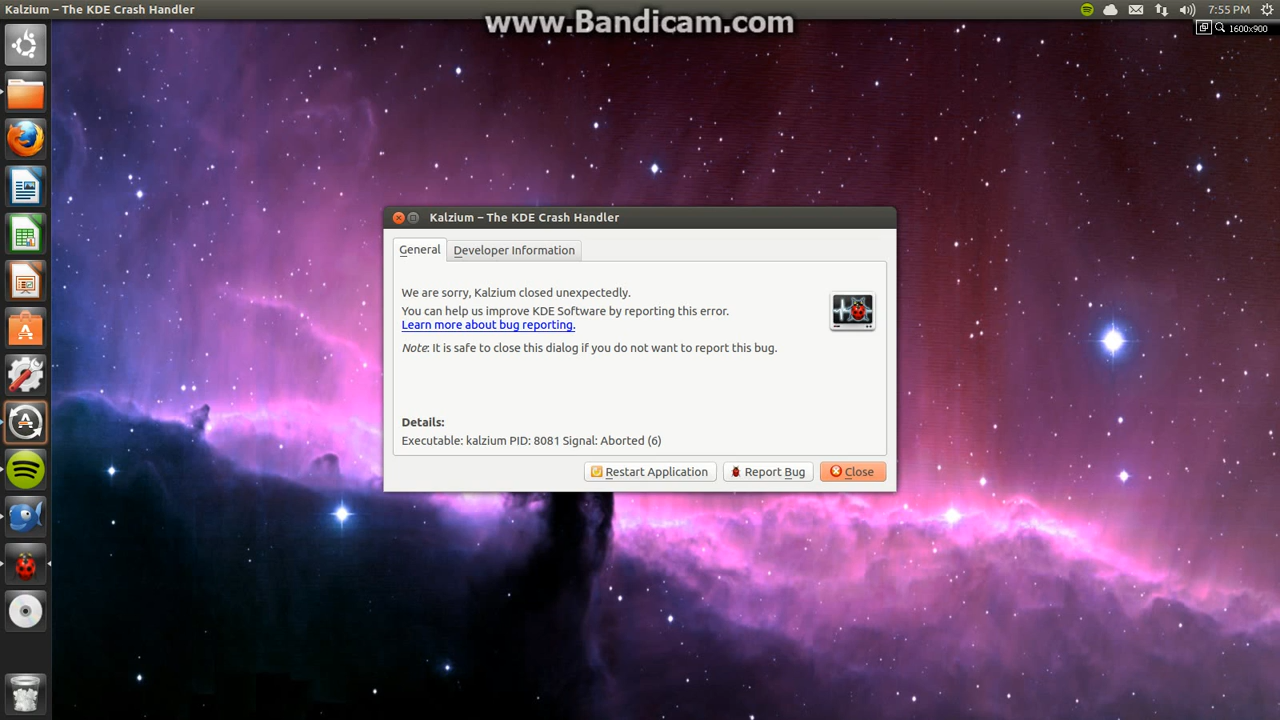 Kalzium – The KDE Crash Handler
7:55 PM
www.Bandicam.com
1600x900
Kalzium – The KDE Crash Handler
General
Developer Information
We are sorry, Kalzium closed unexpectedly.
You can help us improve KDE Software by reporting this error.
Learn more about bug reporting.
Note: It is safe to close this dialog if you do not want to report this bug.
Details:
Executable: kalzium PID: 8081 Signal: Aborted (6)
Restart Application
Report Bug
Close